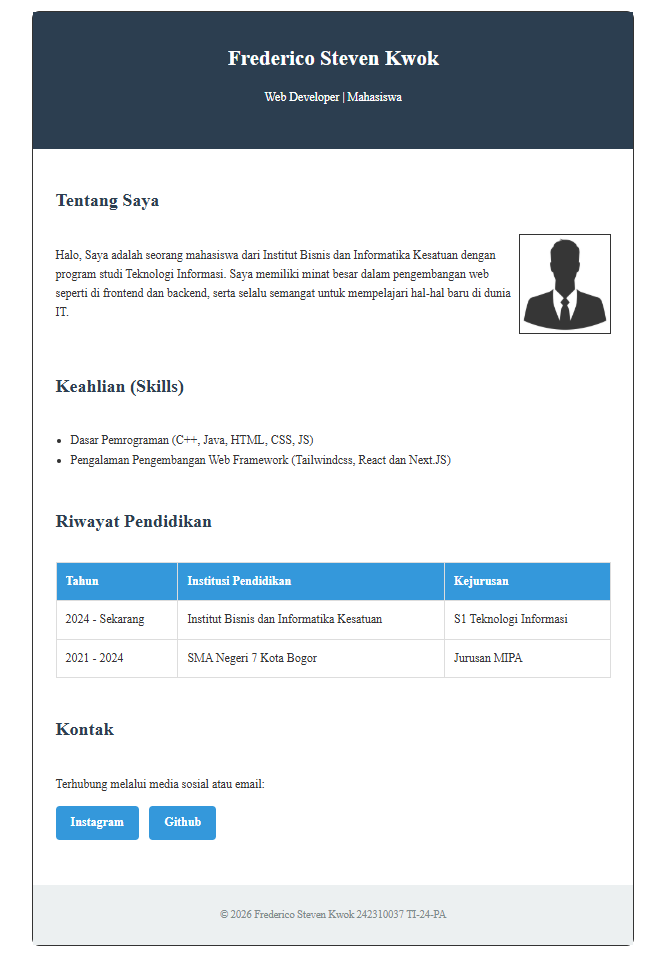 Frederico Steven Kwok
Web Developer | Mahasiswa
Tentang Saya
Halo, Saya adalah seorang mahasiswa dari Institut Bisnis dan Informatika Kesatuan dengan
program studi Teknologi Informasi. Saya memiliki minat besar dalam pengembangan web
seperti di frontend dan backend, serta selalu semangat untuk mempelajari hal-hal baru di dunia
IT.
Keahlian (Skills)
• Dasar Pemrograman (C++, Java, HTML, CSS, JS)
• Pengalaman Pengembangan Web Framework (Tailwindcss, React dan Next.JS)
Riwayat Pendidikan
Tahun Institusi Pendidikan Kejurusan
2024 - Sekarang Institut Bisnis dan Informatika Kesatuan S1 Teknologi Informasi
2021 - 2024 SMA Negeri 7 Kota Bogor Jurusan MIPA
Kontak
Terhubung melalui media sosial atau email:
Instagram Github
© 2026 Frederico Steven Kwok 242310037 TI-24-PA